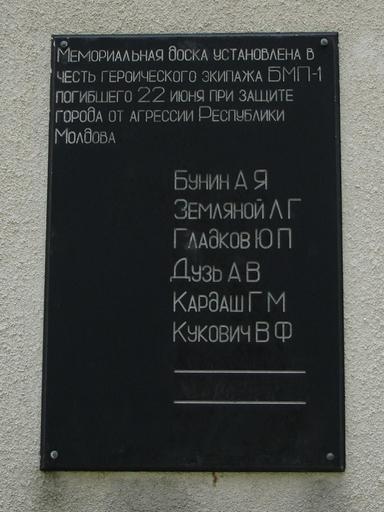 Мемориальная доска установлена в
честь героического экипажа БМП-1
погибшего 22 июня при защите
города от агрессии Республики
Молдова
Бунин А Я
Земляной Л Г
Гладков Ю П
Дузь А В
Кардаш Г М
Кукович В Ф